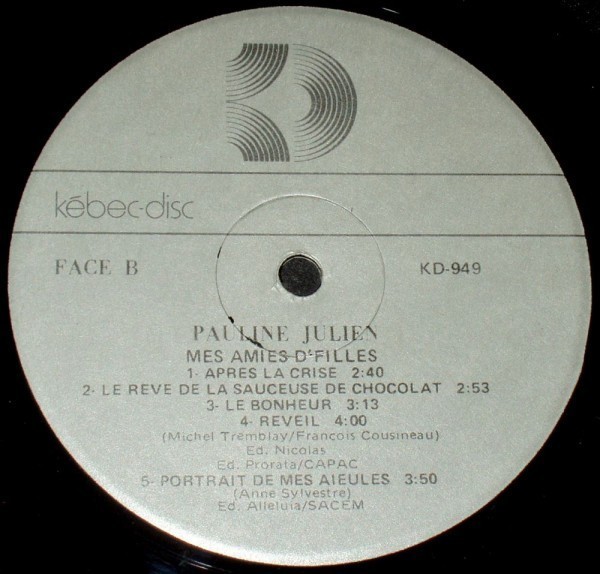 kébec-disc
FACE B
KD-949
PAULINE JULIEN
MES AMIES D'FILLES
1- APRES LA CRISE 2:40
2- LE REVE DE LA SAUCEUSE DE CHOCOLAT 2:53
3- LE BONHEUR 3:13
4- REVEIL 4:00
(Michel Tremblay/François Cousineau)
Ed. Nicolas
Ed. Prorata/CAPAC
5- PORTRAIT DE MES AIEULES 3:50
(Anne Sylvestre)
Ed. Alleluia/SACEM